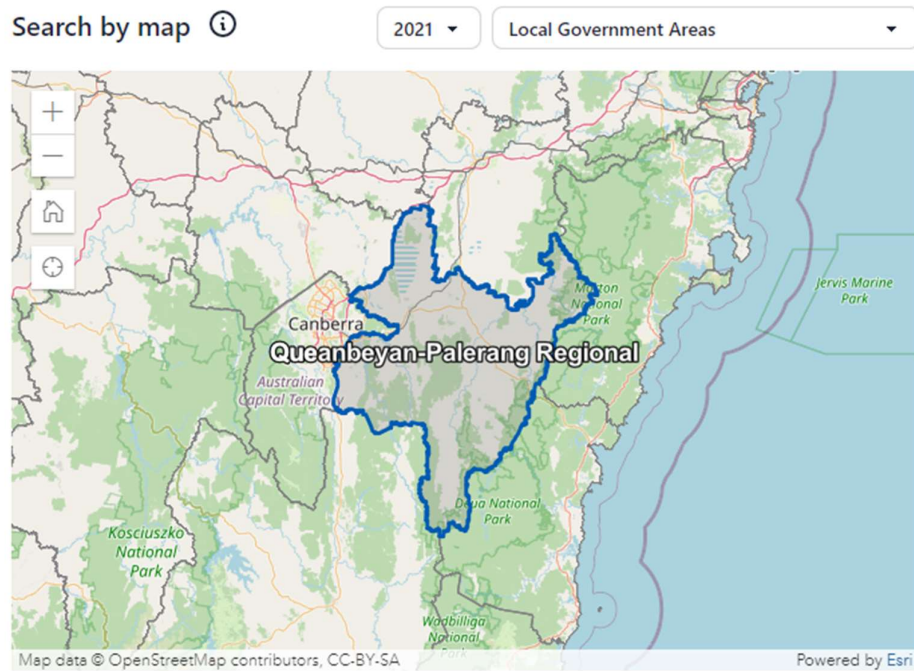 Search by map
2021
Local Government Areas
Canberra
Queanbeyan-Palerang Regional
Australian
Capital Territory
Morton
National
Park
Jervis Marine
Park
Deua National
Park
Kosciuszko
National
Park
Wadbilliga
National
Park
Map data © OpenStreetMap contributors, CC-BY-SA
Powered by Esri